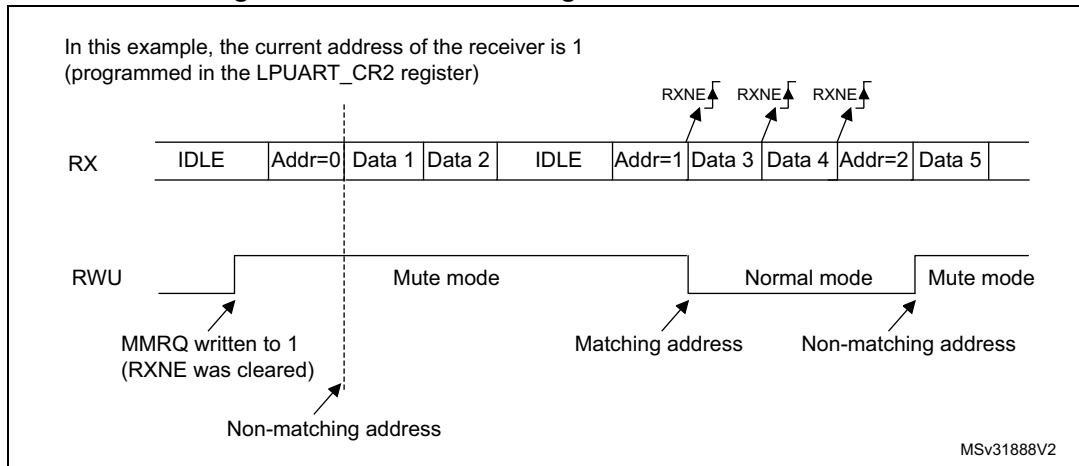 In this example, the current address of the receiver is 1
(programmed in the LPUART_CR2 register)
RXNE RXNE RXNE
RX IDLE Addr=0 Data 1 Data 2 IDLE Addr=1 Data 3 Data 4 Addr=2 Data 5
RWU Mute mode Normal mode Mute mode
MMRQ written to 1 Matching address Non-matching address
(RXNE was cleared)
Non-matching address
MSv31888V2